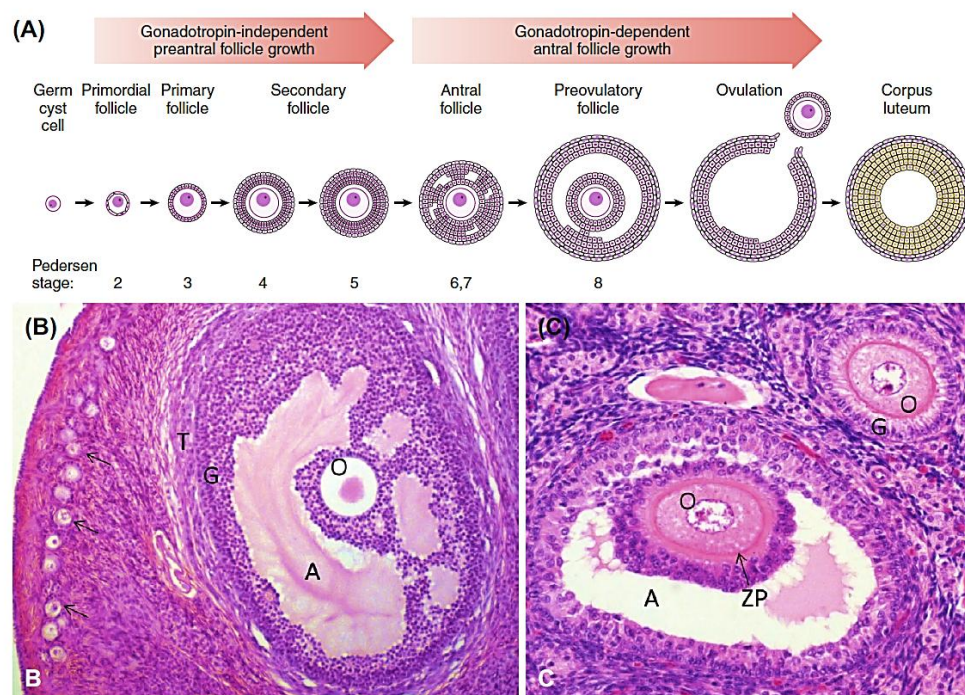 (A)
Gonadotropin-independent
preantral follicle growth
Gonadotropin-dependent
antral follicle growth
Germ
cyst
cell
Primordial
follicle
Primary
follicle
Secondary
follicle
Antral
follicle
Preovulatory
follicle
Ovulation
Corpus
luteum
Pedersen
stage:
2
3
4
5
6,7
8
(B)
T
G
O
A
B
(C)
O
G
O
A
ZP
C